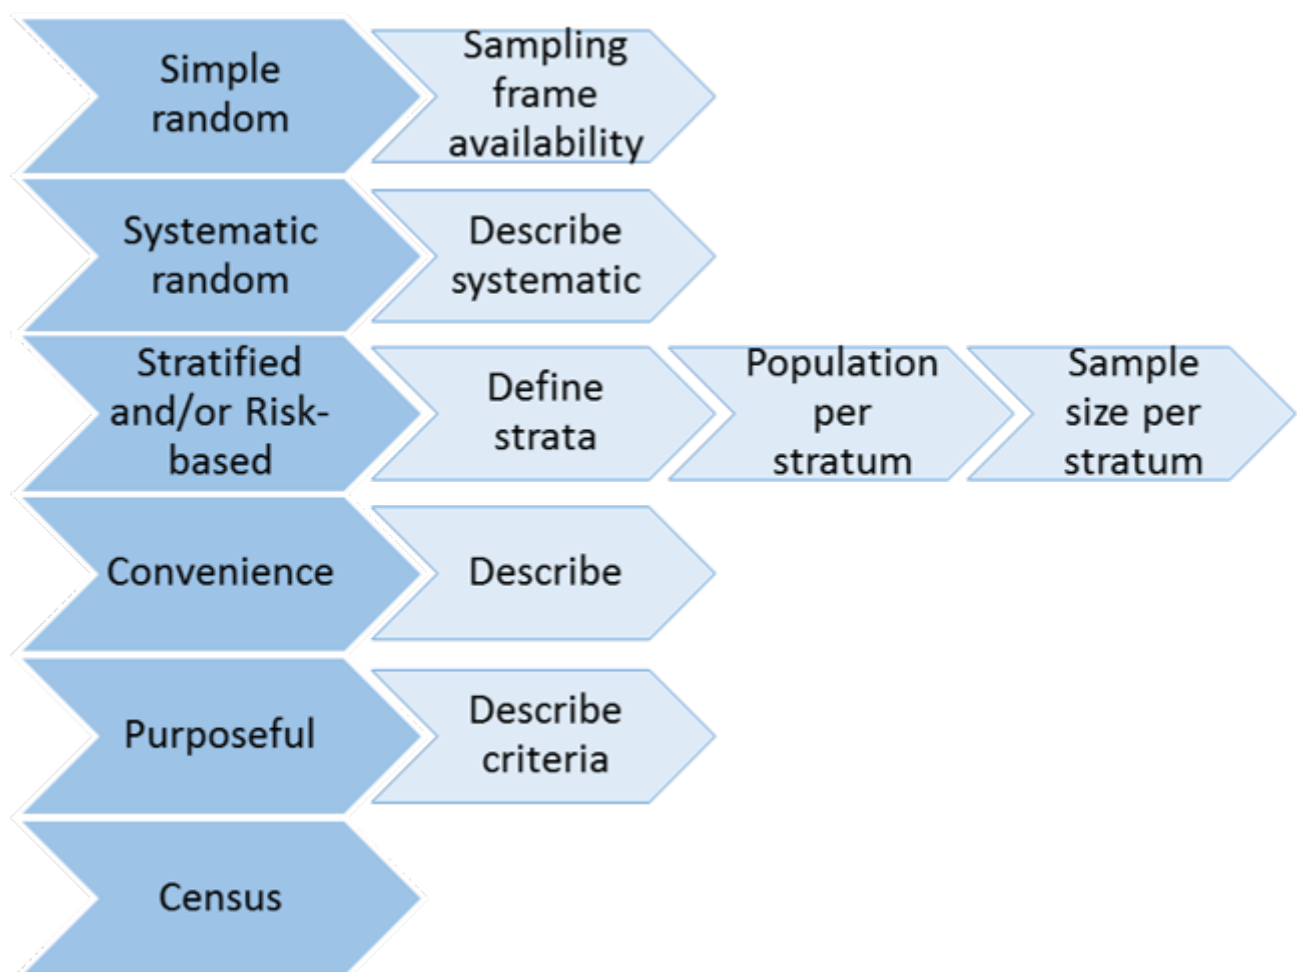 Simple
random
Sampling
frame
availability
Systematic
random
Describe
systematic
Stratified
and/or Risk-
based
Define
strata
Population
per
stratum
Sample
size per
stratum
Convenience
Describe
Purposeful
Describe
criteria
Census